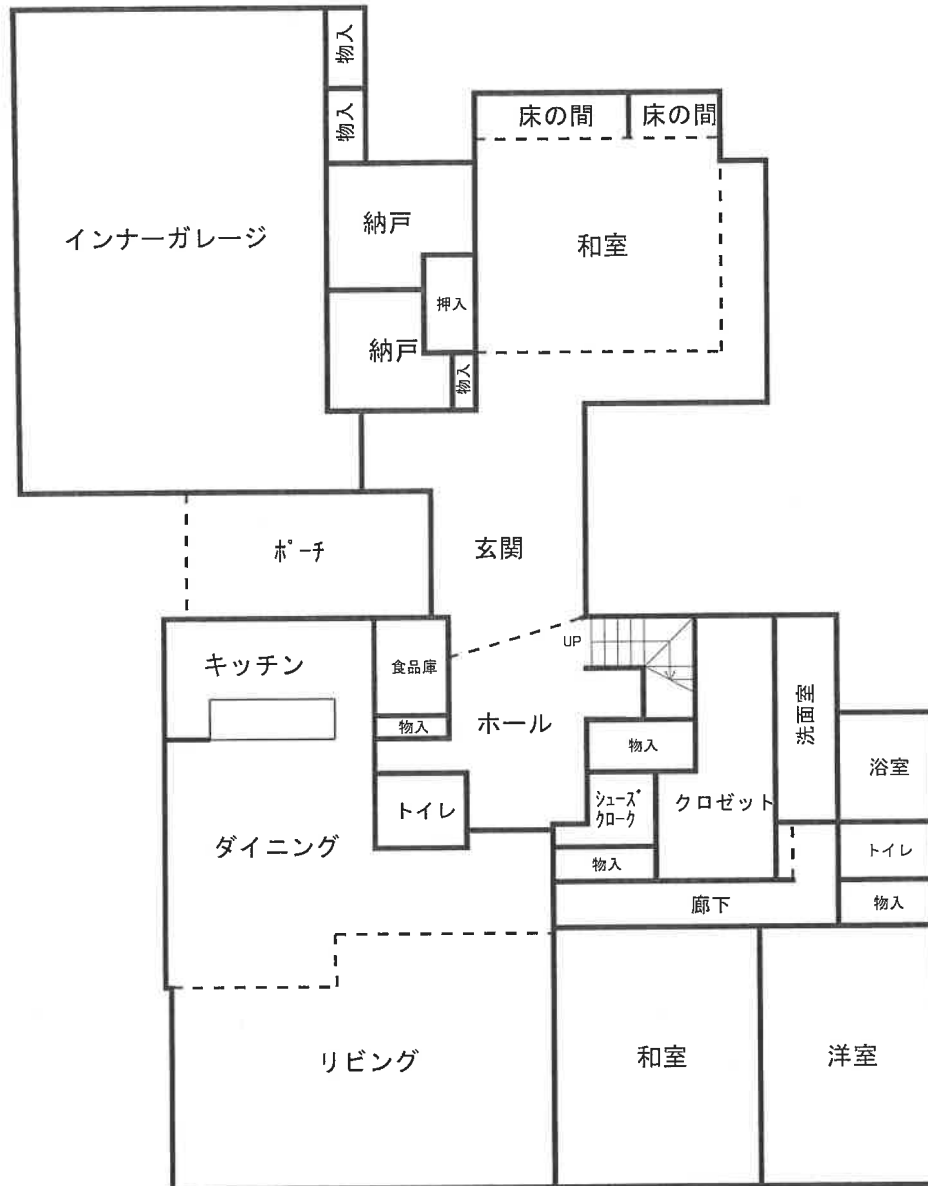 物入
物入
床の間
床の間
納戸
インナーガレージ
和室
押入
納戸
物入
ポーチ
玄関
UP
キッチン
食品庫
物入
ホール
物入
洗面室
浴室
トイレ
シューズ
クローク
クロゼット
ダイニング
物入
トイレ
廊下
物入
リビング
和室
洋室